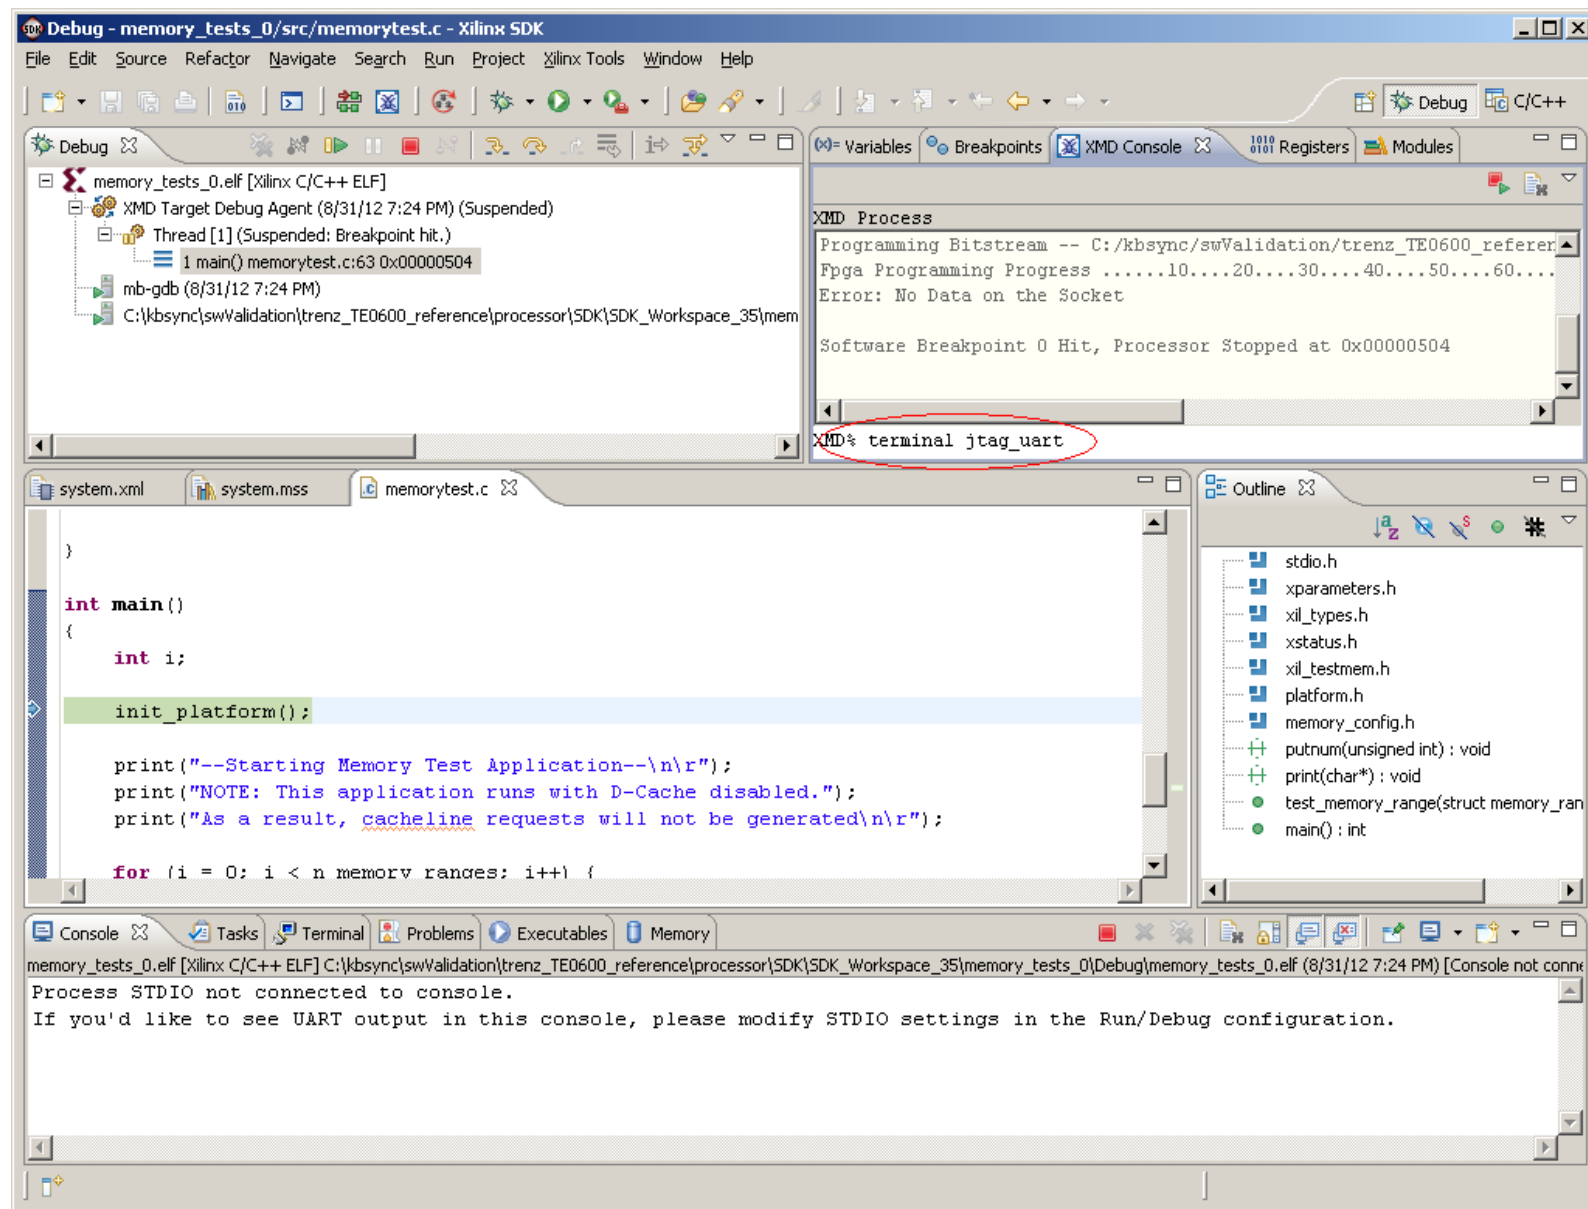 Debug - memory_tests_0/src/memorytest.c - Xilinx SDK
File Edit Source Refactor Navigate Search Run Project Xilinx Tools Window Help
Debug C/C++
Debug
memory_tests_0.elf [Xilinx C/C++ ELF]
XMD Target Debug Agent (8/31/12 7:24 PM) (Suspended)
Thread [1] (Suspended: Breakpoint hit.)
1 main() memorytest.c:63 0x00000504
mb-gdb (8/31/12 7:24 PM)
C:\kbsync\swValidation\trenz_TE0600_reference\processor\SDK\SDK_Workspace_35\mem
(x)= Variables Breakpoints XMD Console Registers Modules
XMD Process
Programming Bitstream -- C:/kbsync/swValidation/trenz_TE0600_referen
Fpga Programming Progress ......10....20....30....40....50....60....
Error: No Data on the Socket
Software Breakpoint 0 Hit, Processor Stopped at 0x00000504
XMD% terminal jtag_uart
system.xml system.mss memorytest.c
}
int main()
{
int i;
init_platform();
print("--Starting Memory Test Application--\n\r");
print("NOTE: This application runs with D-Cache disabled.");
print("As a result, cacheline requests will not be generated\n\r");
for (i = 0; i < n_memory_ranges; i++) {
Outline
stdio.h
xparameters.h
xil_types.h
xstatus.h
xil_testmem.h
platform.h
memory_config.h
putnum(unsigned int) : void
print(char*) : void
test_memory_range(struct memory_ran
main() : int
Console Tasks Terminal Problems Executables Memory
memory_tests_0.elf [Xilinx C/C++ ELF] C:\kbsync\swValidation\trenz_TE0600_reference\processor\SDK\SDK_Workspace_35\memory_tests_0\Debug\memory_tests_0.elf (8/31/12 7:24 PM) [Console not conne
Process STDIO not connected to console.
If you'd like to see UART output in this console, please modify STDIO settings in the Run/Debug configuration.